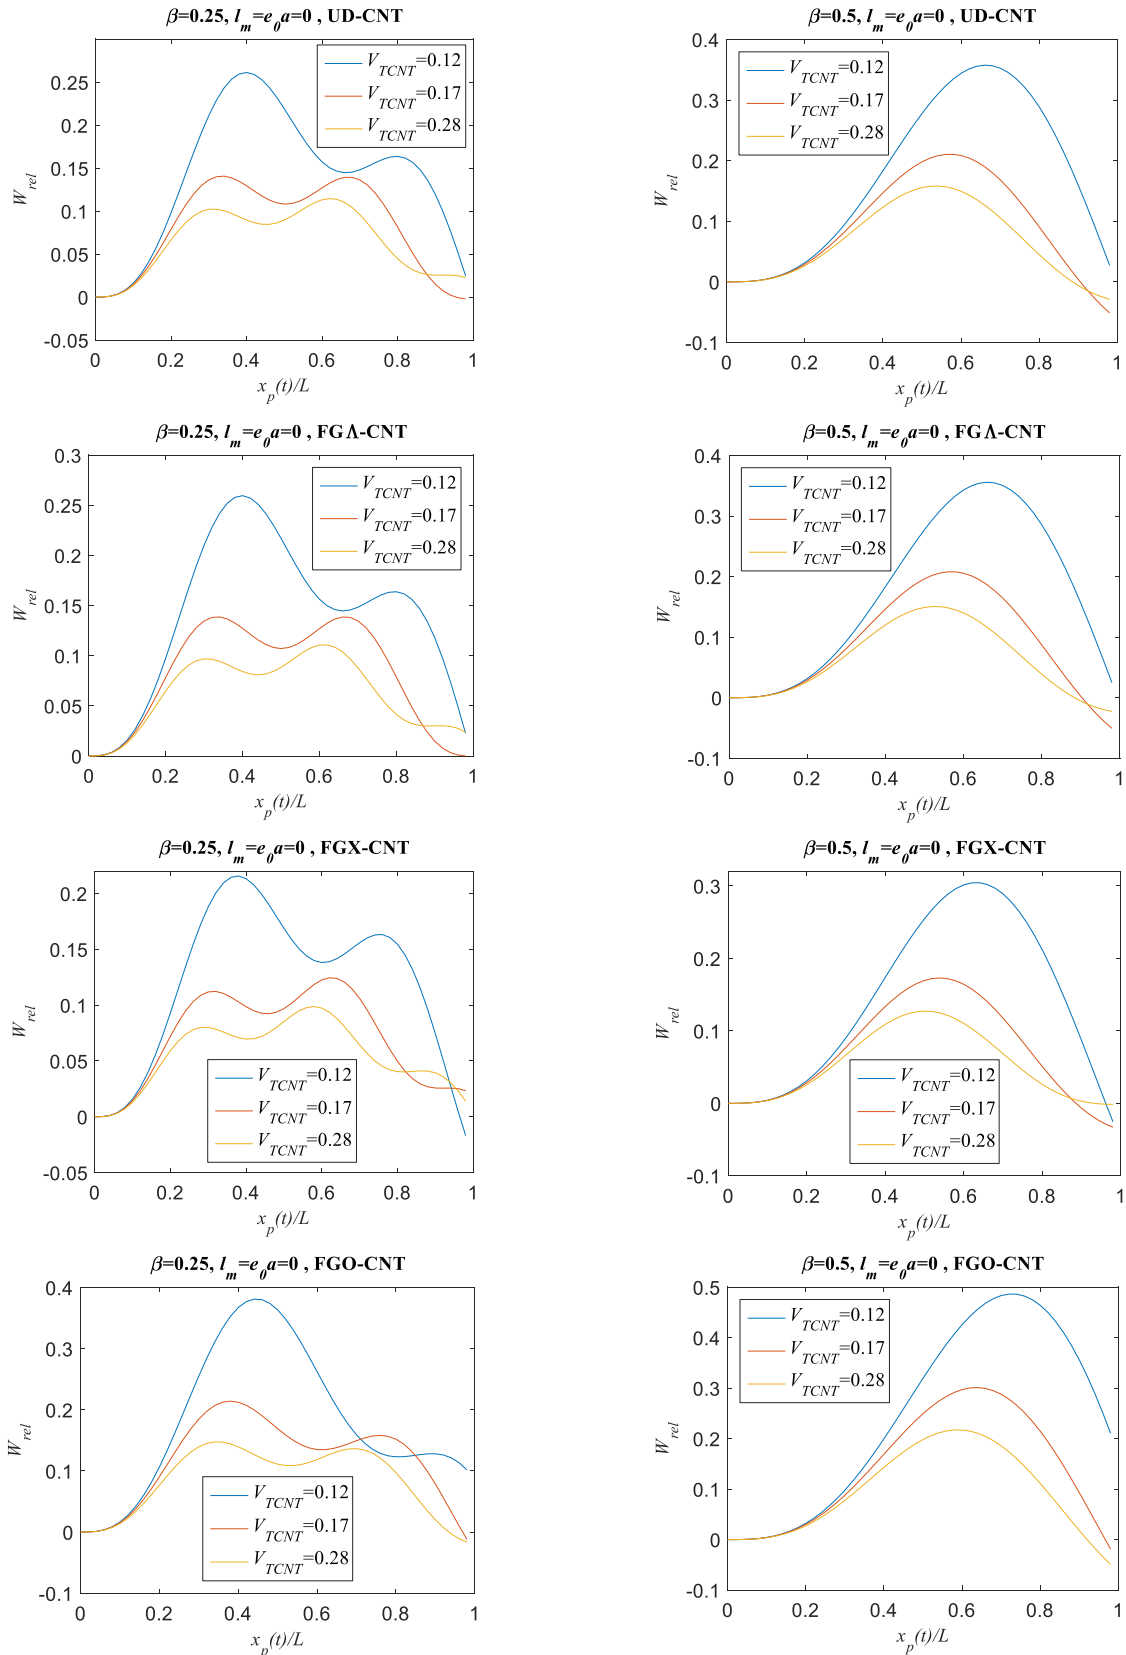 β=0.25, l_m=e_0a=0 , UD-CNT
V_TCNT=0.12
V_TCNT=0.17
V_TCNT=0.28
0.25
0.2
0.15
0.1
0.05
0
-0.05
W_rel
0 0.2 0.4 0.6 0.8 1
x_p(t)/L
β=0.5, l_m=e_0a=0 , UD-CNT
V_TCNT=0.12
V_TCNT=0.17
V_TCNT=0.28
0.4
0.3
0.2
0.1
0
-0.1
W_rel
0 0.2 0.4 0.6 0.8 1
x_p(t)/L
β=0.25, l_m=e_0a=0 , FGΛ-CNT
V_TCNT=0.12
V_TCNT=0.17
V_TCNT=0.28
0.3
0.25
0.2
0.15
0.1
0.05
0
W_rel
0 0.2 0.4 0.6 0.8 1
x_p(t)/L
β=0.5, l_m=e_0a=0 , FGΛ-CNT
V_TCNT=0.12
V_TCNT=0.17
V_TCNT=0.28
0.4
0.3
0.2
0.1
0
-0.1
W_rel
0 0.2 0.4 0.6 0.8 1
x_p(t)/L
β=0.25, l_m=e_0a=0 , FGX-CNT
0.2
0.15
0.1
0.05
0
-0.05
W_rel
V_TCNT=0.12
V_TCNT=0.17
V_TCNT=0.28
0 0.2 0.4 0.6 0.8 1
x_p(t)/L
β=0.5, l_m=e_0a=0 , FGX-CNT
0.3
0.2
0.1
0
-0.1
W_rel
V_TCNT=0.12
V_TCNT=0.17
V_TCNT=0.28
0 0.2 0.4 0.6 0.8 1
x_p(t)/L
β=0.25, l_m=e_0a=0 , FGO-CNT
0.4
0.3
0.2
0.1
0
-0.1
W_rel
V_TCNT=0.12
V_TCNT=0.17
V_TCNT=0.28
0 0.2 0.4 0.6 0.8 1
x_p(t)/L
β=0.5, l_m=e_0a=0 , FGO-CNT
V_TCNT=0.12
V_TCNT=0.17
V_TCNT=0.28
0.5
0.4
0.3
0.2
0.1
0
-0.1
W_rel
0 0.2 0.4 0.6 0.8 1
x_p(t)/L